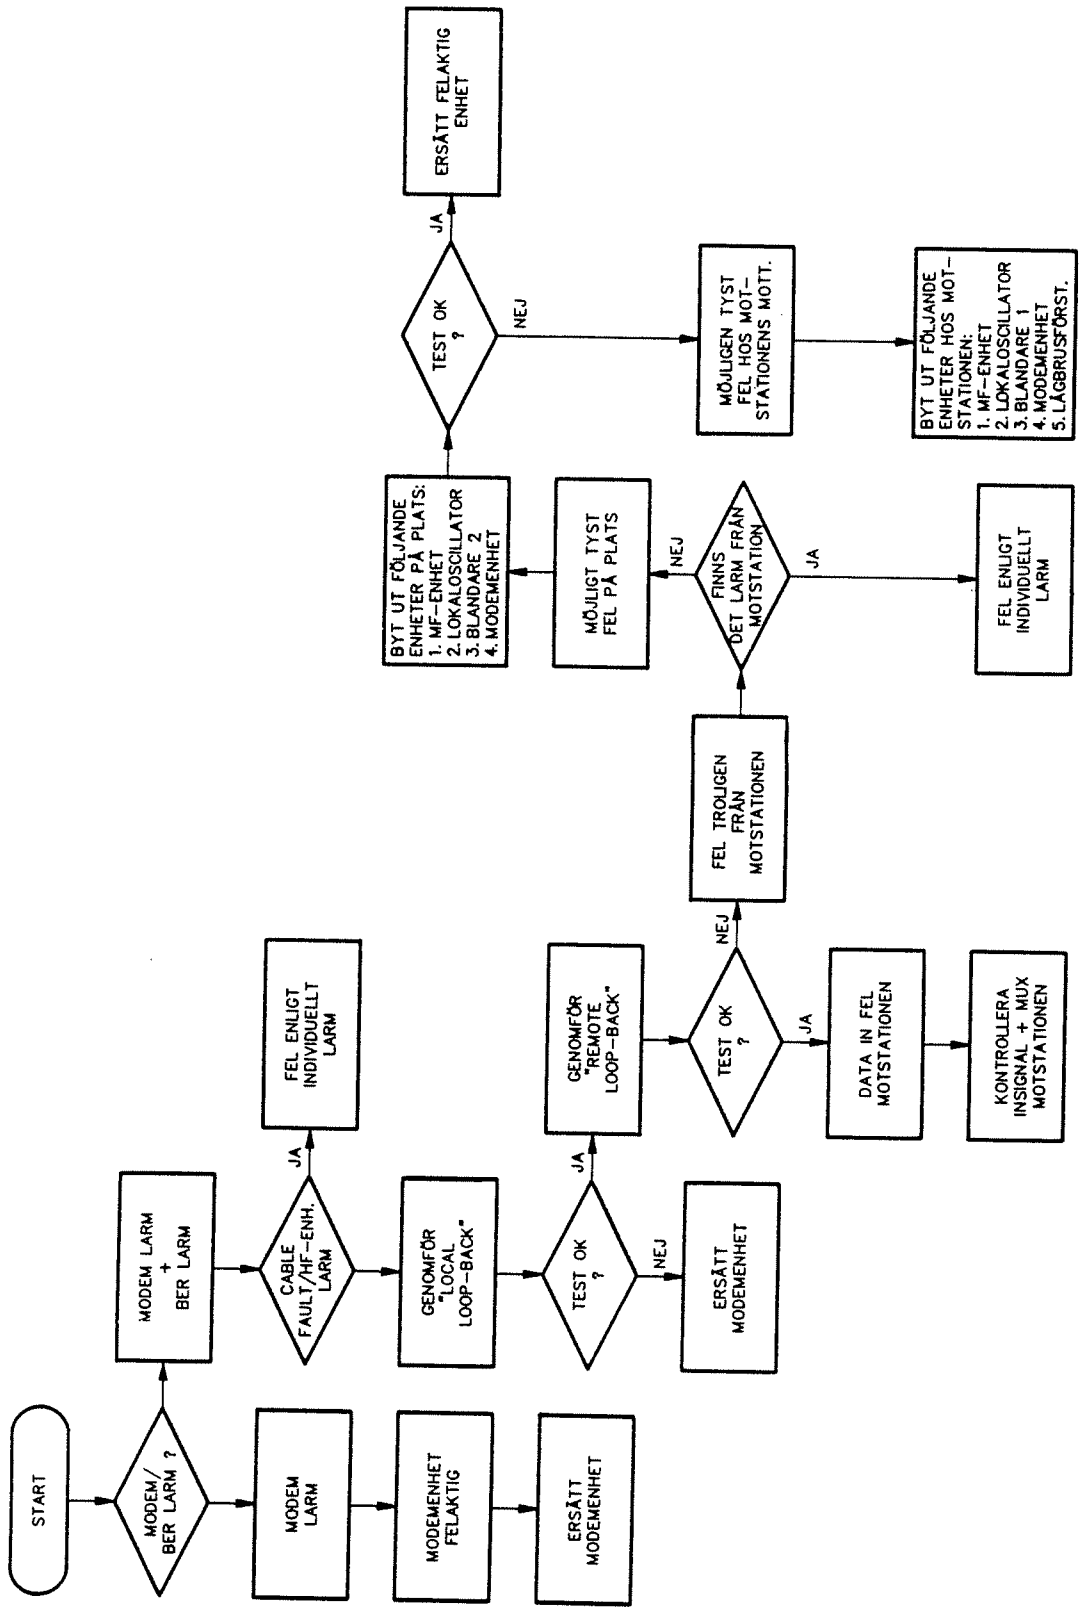 START
MODEM/
BER LARM ?
MODEM
LARM
MODEMENHET
FELAKTIG
ERSÄTT
MODEMENHET
MODEM LARM
+
BER LARM
CABLE
FAULT/HF-ENH.
LARM
JA
FEL ENLIGT
INDIVIDUELLT
LARM
GENOMFÖR
"LOCAL
LOOP-BACK"
TEST OK
?
NEJ
ERSÄTT
MODEMENHET
JA
GENOMFÖR
"REMOTE
LOOP-BACK"
TEST OK
?
JA
DATA IN FEL
MOTSTATIONEN
KONTROLLERA
INSIGNAL + MUX
MOTSTATIONEN
NEJ
FEL TROLIGEN
FRÅN
MOTSTATIONEN
FINNS
DET LARM FRÅN
MOTSTATION
JA
FEL ENLIGT
INDIVIDUELLT
LARM
NEJ
MÖJLIGT TYST
FEL PÅ PLATS
BYT UT FÖLJANDE
ENHETER PÅ PLATS:
1. MF-ENHET
2. LOKALOSCILLATOR
3. BLANDARE 2
4. MODEMENHET
TEST OK
?
JA
ERSÄTT FELAKTIG
ENHET
NEJ
MÖJLIGEN TYST
FEL HOS MOT-
STATIONENS MOTT.
BYT UT FÖLJANDE
ENHETER HOS MOT-
STATIONEN:
1. MF-ENHET
2. LOKALOSCILLATOR
3. BLANDARE 1
4. MODEMENHET
5. LÅGBRUSFÖRST.